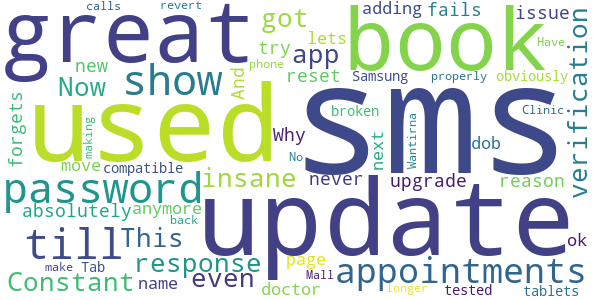 calls revert
great got book adding fails issue
lets
Now new show try app verification
Samsung phone Have
And reset properly obviously
used sms
forgets broken Clinic
making Why Wantirna next dob
move compatible No
password insane never upgrade reason
absolutely anymore
back
till This update ok
response page
make Tab even appointments
Constant name doctor Mall tested
longer tablets